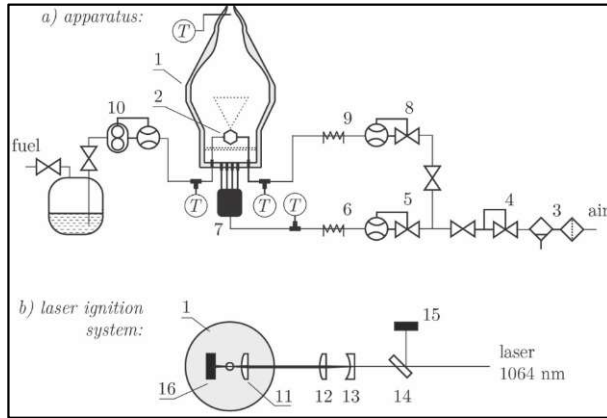 a) apparatus:
T
1
2
10
9
8
fuel
T
T
T
7
6
5
4
3
air
b) laser ignition
system:
1
15
laser
1064 nm
16
11
12
13
14